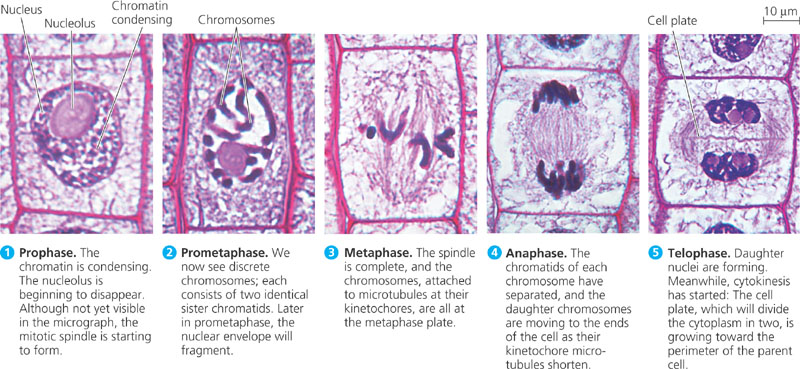 Nucleus
Nucleolus
Chromatin
condensing
Chromosomes
Cell plate
10 µm
1 Prophase. The
chromatin is condensing.
The nucleolus is
beginning to disappear.
Although not yet visible
in the micrograph, the
mitotic spindle is starting
to form.
2 Prometaphase. We
now see discrete
chromosomes; each
consists of two identical
sister chromatids. Later
in prometaphase, the
nuclear envelope will
fragment.
3 Metaphase. The spindle
is complete, and the
chromosomes, attached
to microtubules at their
kinetochores, are all at
the metaphase plate.
4 Anaphase. The
chromatids of each
chromosome have
separated, and the
daughter chromosomes
are moving to the ends
of the cell as their
kinetochore micro-
tubules shorten.
5 Telophase. Daughter
nuclei are forming.
Meanwhile, cytokinesis
has started: The cell
plate, which will divide
the cytoplasm in two, is
growing toward the
perimeter of the parent
cell.